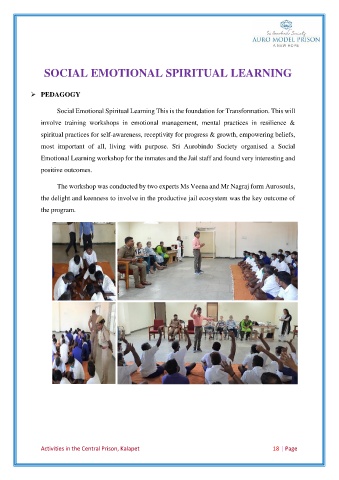 Sri Aurobindo Society
AURO MODEL PRISON
A NEW HOPE
SOCIAL EMOTIONAL SPIRITUAL LEARNING
➢ PEDAGOGY
Social Emotional Spiritual Learning This is the foundation for Transformation. This will
involve training workshops in emotional management, mental practices in resilience &
spiritual practices for self-awareness, receptivity for progress & growth, empowering beliefs,
most important of all, living with purpose. Sri Aurobindo Society organised a Social
Emotional Learning workshop for the inmates and the Jail staff and found very interesting and
positive outcomes.
The workshop was conducted by two experts Ms Veena and Mr Nagraj form Aurosouls,
the delight and keenness to involve in the productive jail ecosystem was the key outcome of
the program.
Activities in the Central Prison, Kalapet 18 | Page